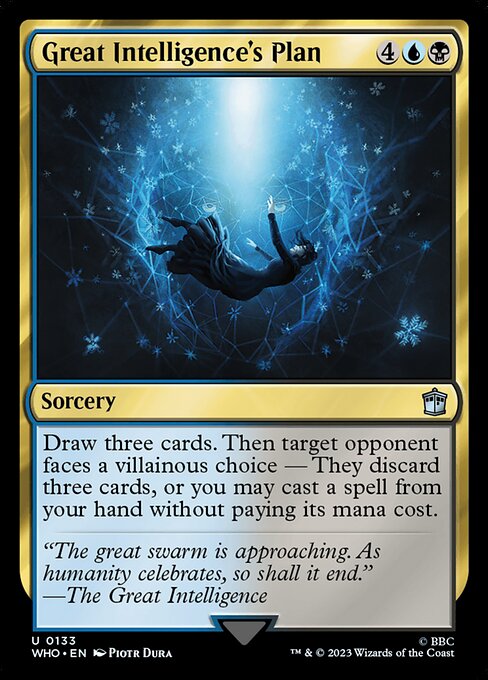 Great Intelligence's Plan 4
Sorcery
Draw three cards. Then target opponent
faces a villainous choice — They discard
three cards, or you may cast a spell from
your hand without paying its mana cost.
"The great swarm is approaching. As
humanity celebrates, so shall it end."
—The Great Intelligence
U 0133
WHO • EN Piotr Dura
© BBC
™ & © 2023 Wizards of the Coast